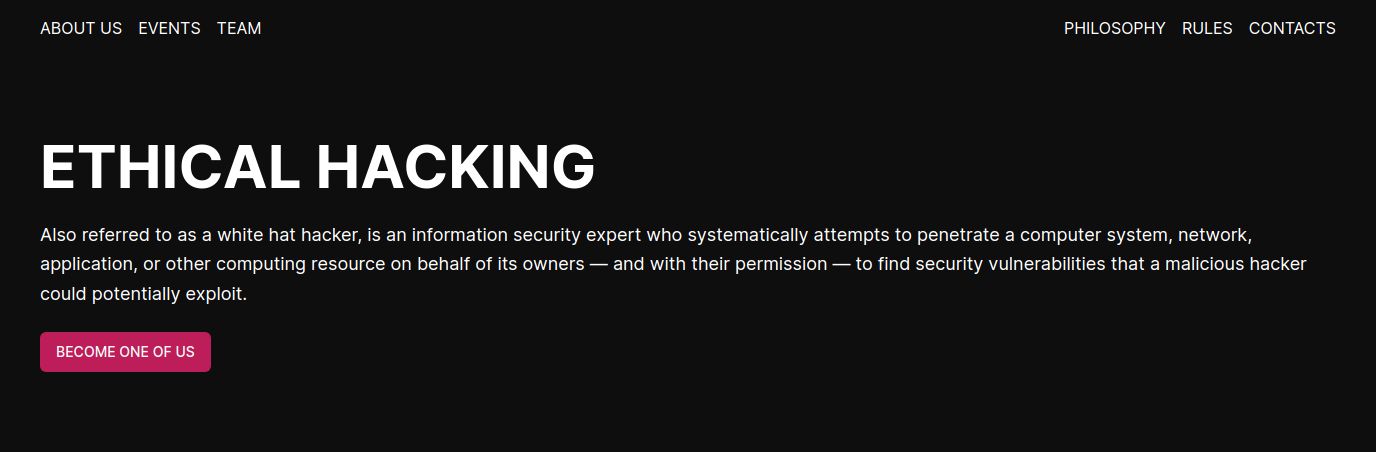 ABOUT US EVENTS TEAM PHILOSOPHY RULES CONTACTS
ETHICAL HACKING
Also referred to as a white hat hacker, is an information security expert who systematically attempts to penetrate a computer system, network,
application, or other computing resource on behalf of its owners — and with their permission — to find security vulnerabilities that a malicious hacker
could potentially exploit.
BECOME ONE OF US